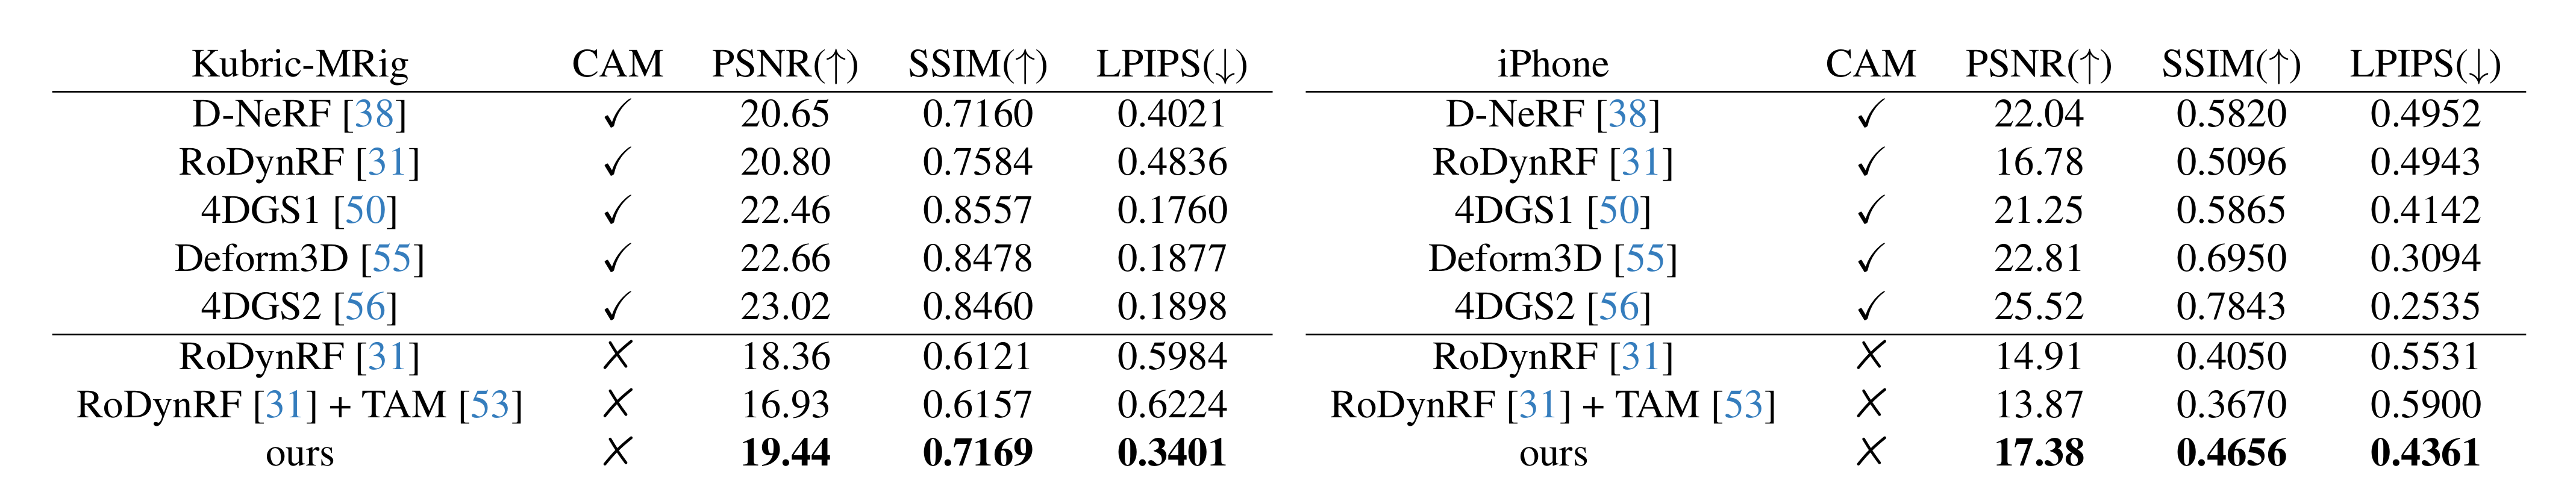 Kubric-MRig CAM PSNR(↑) SSIM(↑) LPIPS(↓)
D-NeRF [38] ✓ 20.65 0.7160 0.4021
RoDynRF [31] ✓ 20.80 0.7584 0.4836
4DGS1 [50] ✓ 22.46 0.8557 0.1760
Deform3D [55] ✓ 22.66 0.8478 0.1877
4DGS2 [56] ✓ 23.02 0.8460 0.1898
RoDynRF [31] ✗ 18.36 0.6121 0.5984
RoDynRF [31] + TAM [53] ✗ 16.93 0.6157 0.6224
ours ✗ 19.44 0.7169 0.3401
iPhone CAM PSNR(↑) SSIM(↑) LPIPS(↓)
D-NeRF [38] ✓ 22.04 0.5820 0.4952
RoDynRF [31] ✓ 16.78 0.5096 0.4943
4DGS1 [50] ✓ 21.25 0.5865 0.4142
Deform3D [55] ✓ 22.81 0.6950 0.3094
4DGS2 [56] ✓ 25.52 0.7843 0.2535
RoDynRF [31] ✗ 14.91 0.4050 0.5531
RoDynRF [31] + TAM [53] ✗ 13.87 0.3670 0.5900
ours ✗ 17.38 0.4656 0.4361